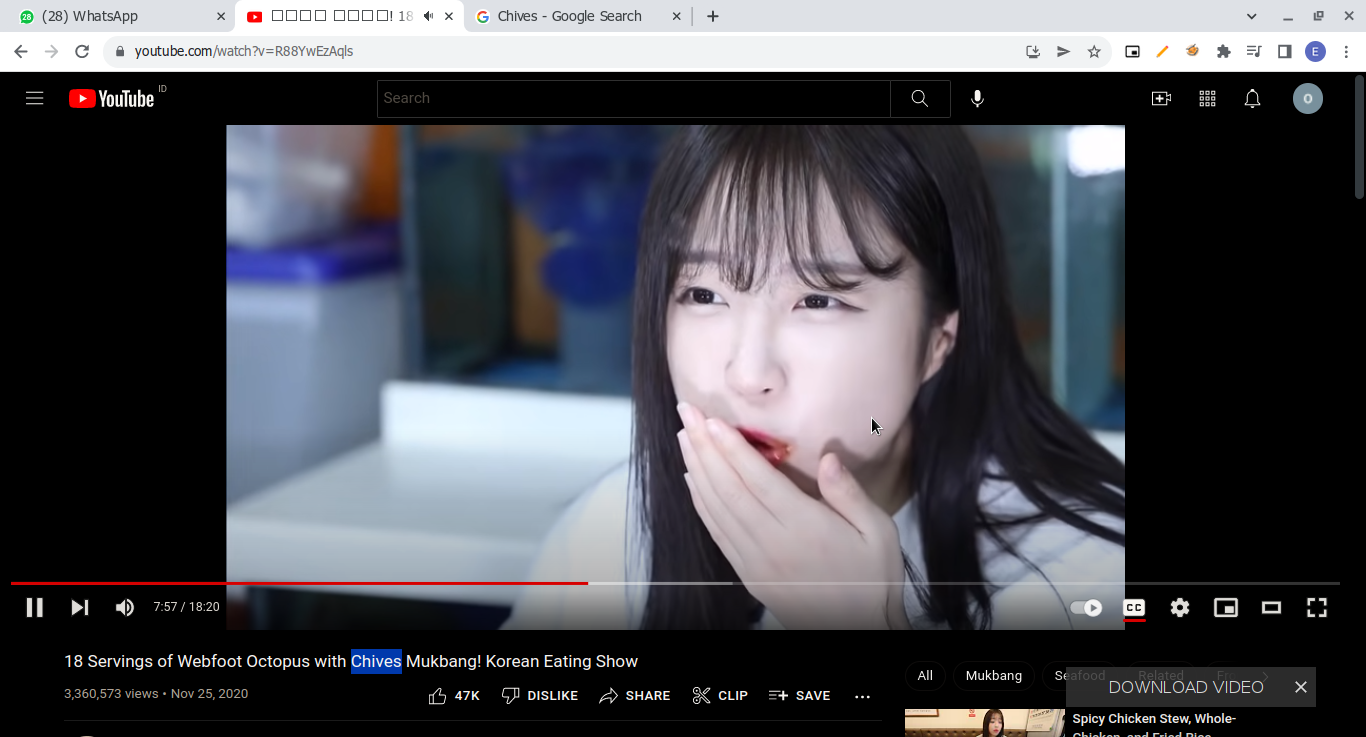 (28) WhatsApp
18
Chives - Google Search
youtube.com/watch?v=R88YwEzAqls
E
YouTube ID
Search
O
7:57 / 18:20
CC
18 Servings of Webfoot Octopus with Chives Mukbang! Korean Eating Show
3,360,573 views • Nov 25, 2020
47K
DISLIKE
SHARE
CLIP
SAVE
All
Mukbang
Seafood
Related
DOWNLOAD VIDEO
Spicy Chicken Stew, Whole-
Chicken, and Fried Rice